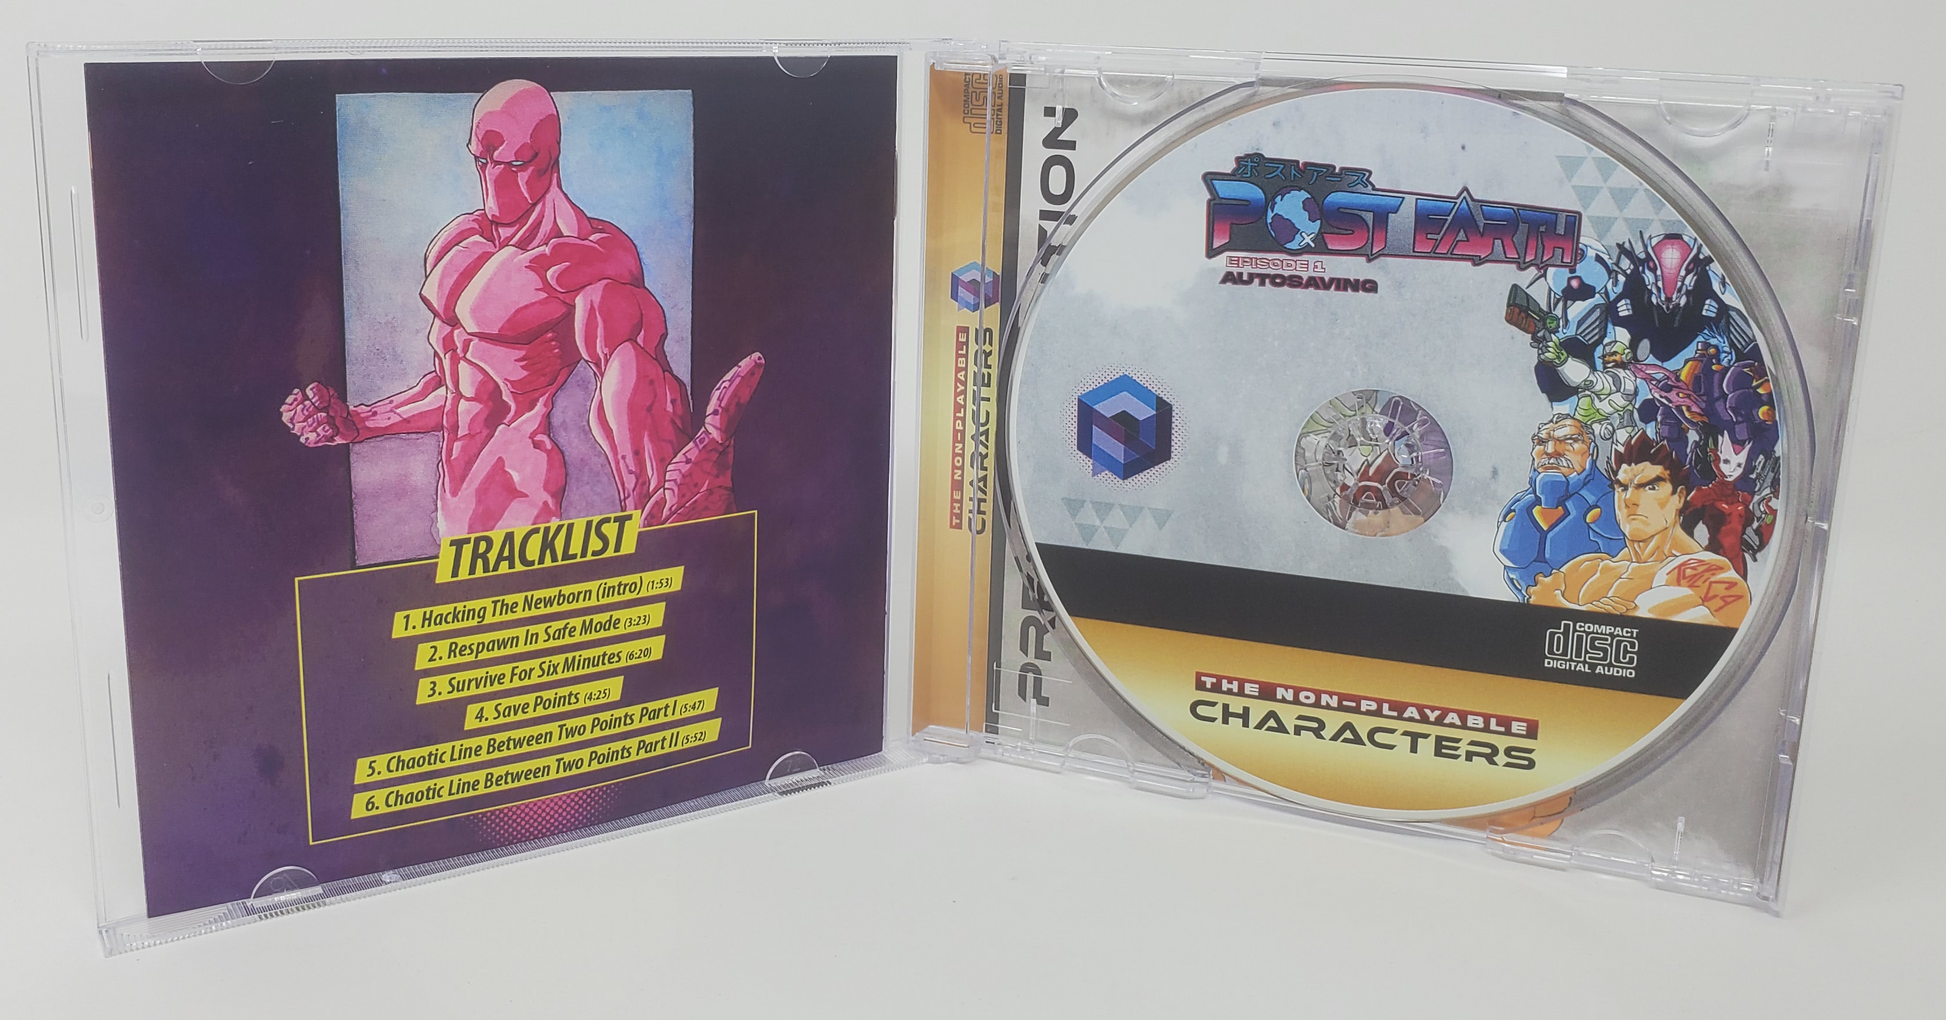 TRACKLIST
1. Hacking The Newborn (intro) (1:53)
2. Respawn In Safe Mode (3:23)
3. Survive For Six Minutes (6:20)
4. Save Points (4:25)
5. Chaotic Line Between Two Points Part I (5:47)
6. Chaotic Line Between Two Points Part II (5:52)
COMPACT
disc
DIGITAL AUDIO
THE NON-PLAYABLE
CHARACTERS
ポストアース
POST EARTH
EPISODE 1
AUTOSAVING
COMPACT
disc
DIGITAL AUDIO
THE NON-PLAYABLE
CHARACTERS